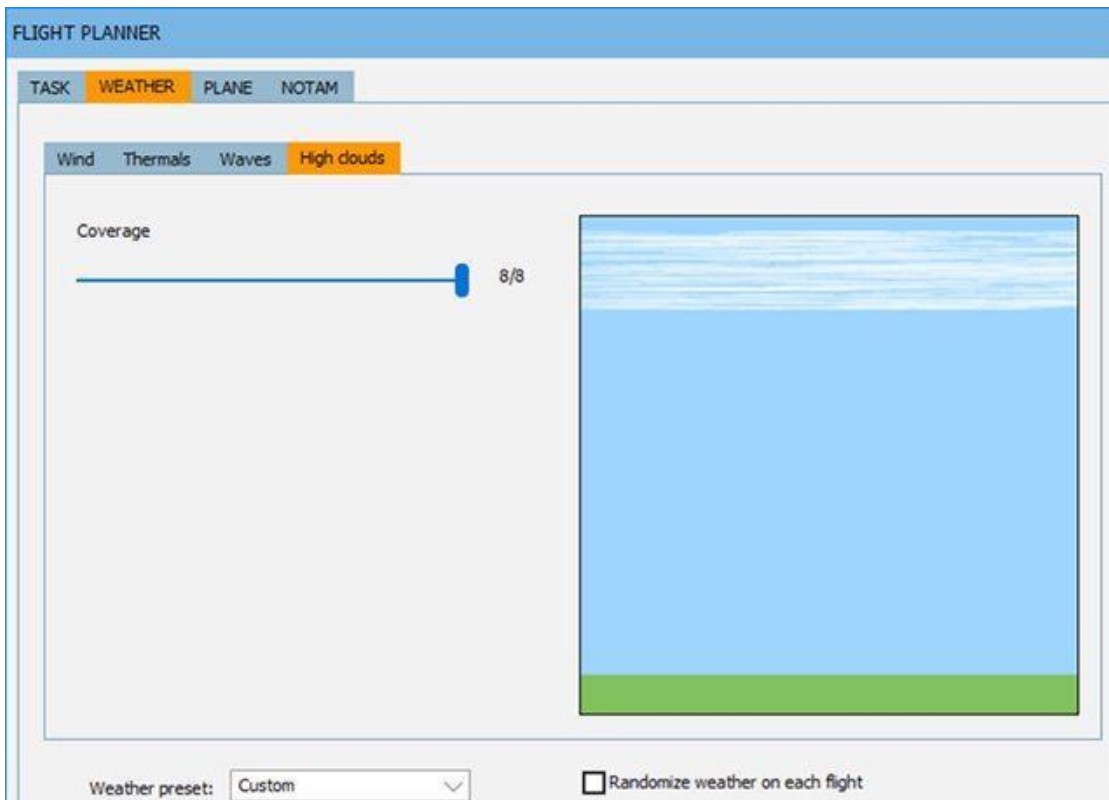 FLIGHT PLANNER
TASK WEATHER PLANE NOTAM
Wind Thermals Waves High clouds
Coverage
8/8
Weather preset: Custom Randomize weather on each flight